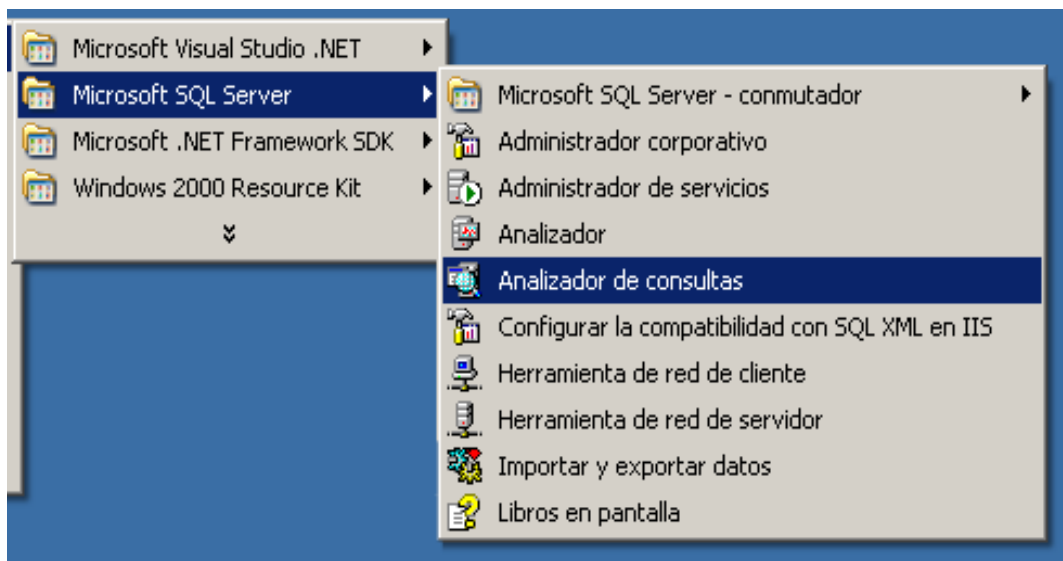 Microsoft Visual Studio .NET
Microsoft SQL Server
Microsoft .NET Framework SDK
Windows 2000 Resource Kit
Microsoft SQL Server - conmutador
Administrador corporativo
Administrador de servicios
Analizador
Analizador de consultas
Configurar la compatibilidad con SQL XML en IIS
Herramienta de red de cliente
Herramienta de red de servidor
Importar y exportar datos
Libros en pantalla